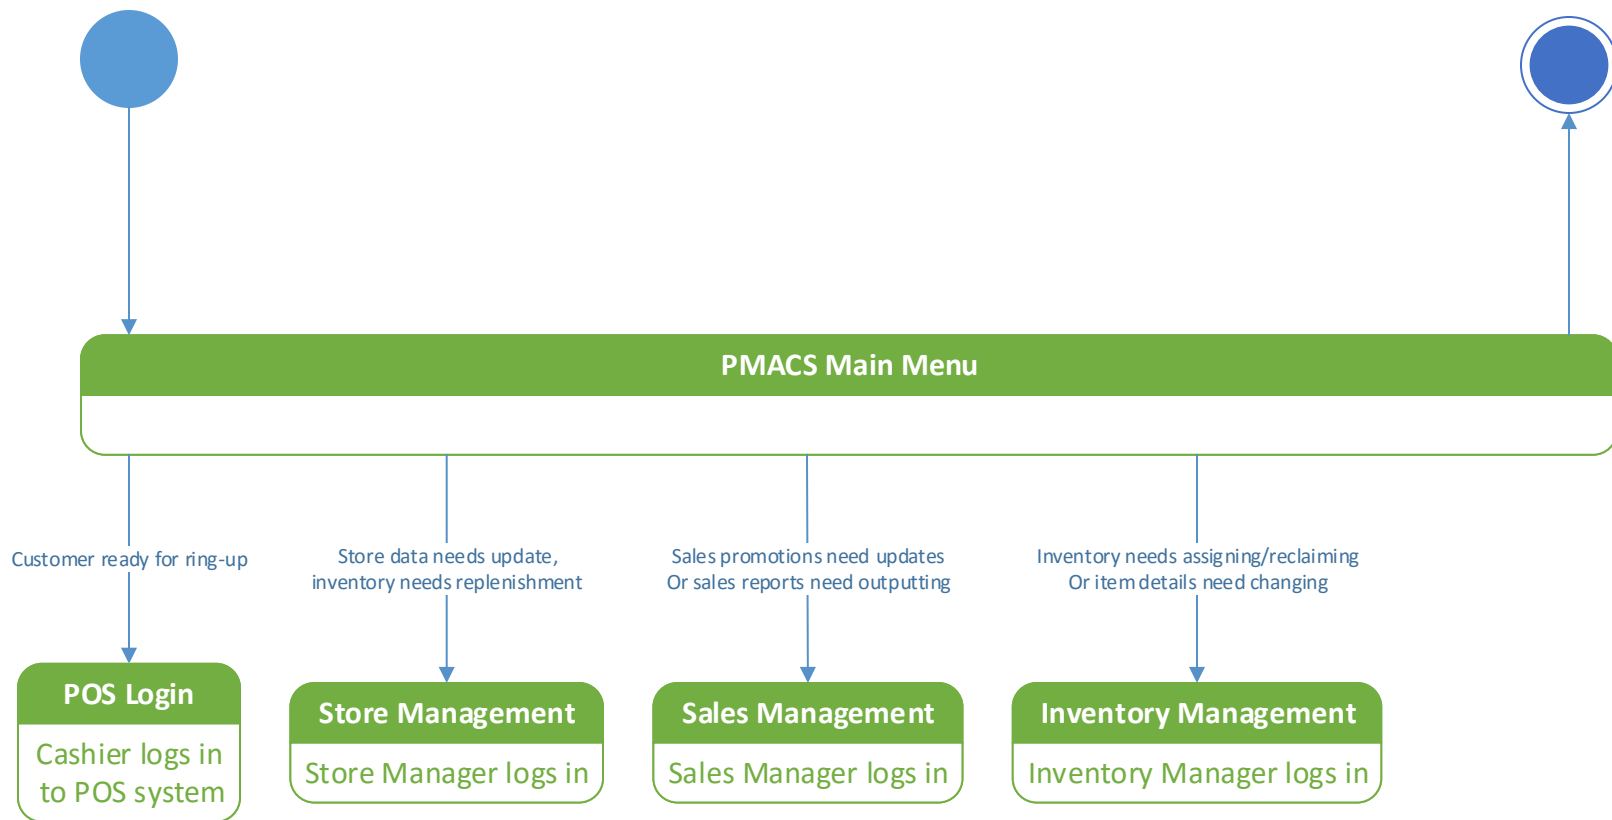 PMACS Main Menu
Customer ready for ring-up
Store data needs update,
inventory needs replenishment
Sales promotions need updates
Or sales reports need outputting
Inventory needs assigning/reclaiming
Or item details need changing
POS Login
Cashier logs in
to POS system
Store Management
Store Manager logs in
Sales Management
Sales Manager logs in
Inventory Management
Inventory Manager logs in